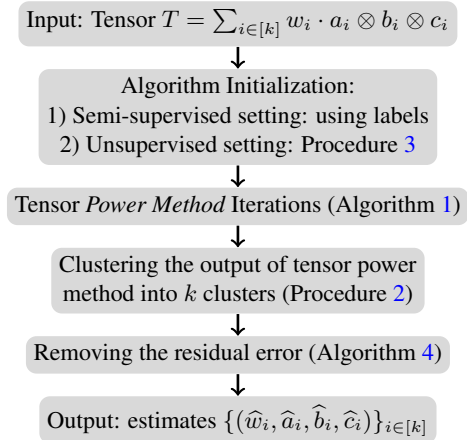 Input: Tensor $T = \sum_{i \in [k]} w_i \cdot a_i \otimes b_i \otimes c_i$
Algorithm Initialization:
1) Semi-supervised setting: using labels
2) Unsupervised setting: Procedure 3
Tensor Power Method Iterations (Algorithm 1)
Clustering the output of tensor power
method into $k$ clusters (Procedure 2)
Removing the residual error (Algorithm 4)
Output: estimates $\{(\widehat{w}_i, \widehat{a}_i, \widehat{b}_i, \widehat{c}_i)\}_{i \in [k]}$